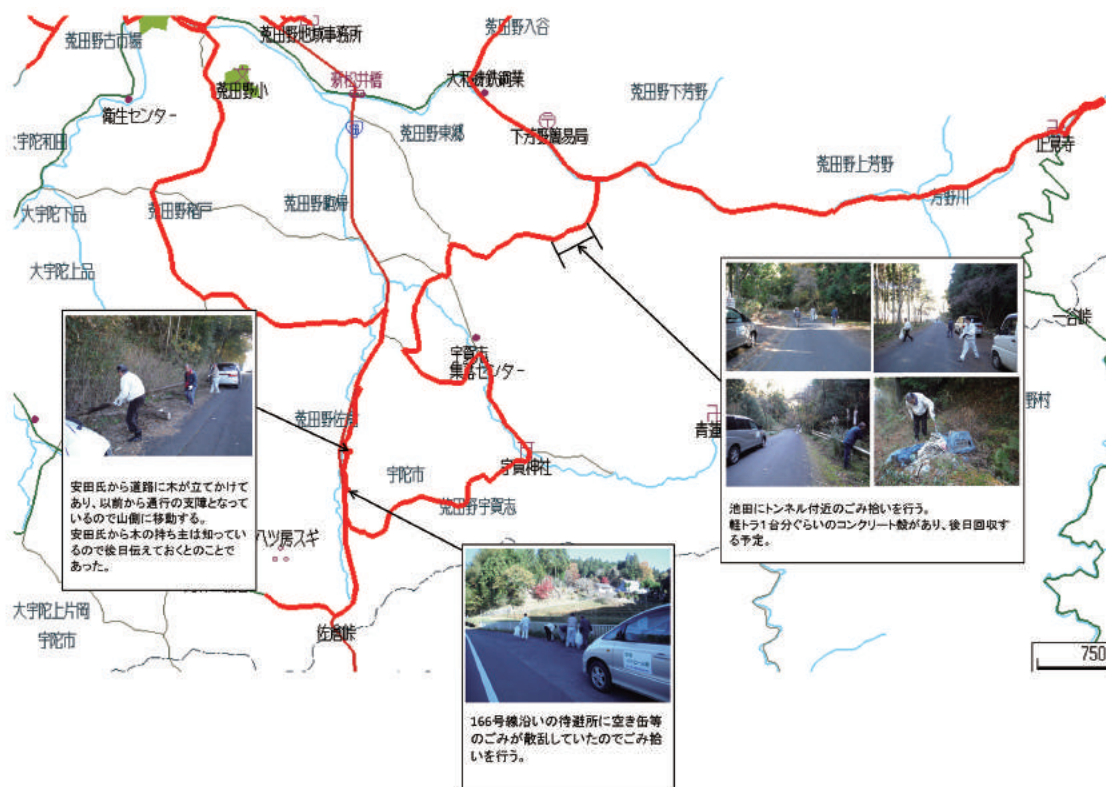 菟田野古市場
菟田野地域事務所
菟田野入谷
菟田野小
新松井橋
大和砕鉄鋼業
菟田野下芳野
衛生センター
菟田野東郷
下芳野簡易局
大宇陀和田
菟田野上芳野
正覚寺
大宇陀下品
菟田野稲戸
菟田野駒帰
芳野川
大宇陀上品
一谷峠
宇賀志
集落センター
野村
菟田野佐倉
青蓮
宇陀市
宇賀神社
菟田野宇賀志
八ツ房スギ
大宇陀上片岡
宇陀市
佐倉峠
750
安田氏から道路に木が立てかけて
あり、以前から通行の支障となってい
いるので山側に移動する。
安田氏から木の持ち主は知ってい
るので後日伝えておくとのことで
あった。
池田にトンネル付近のごみ拾いを行う。
軽トラ1台分ぐらいのコンクリート殻があり、後日回収す
る予定。
166号線沿いの待避所に空き缶等
のごみが散乱していたのでごみ拾
いを行う。